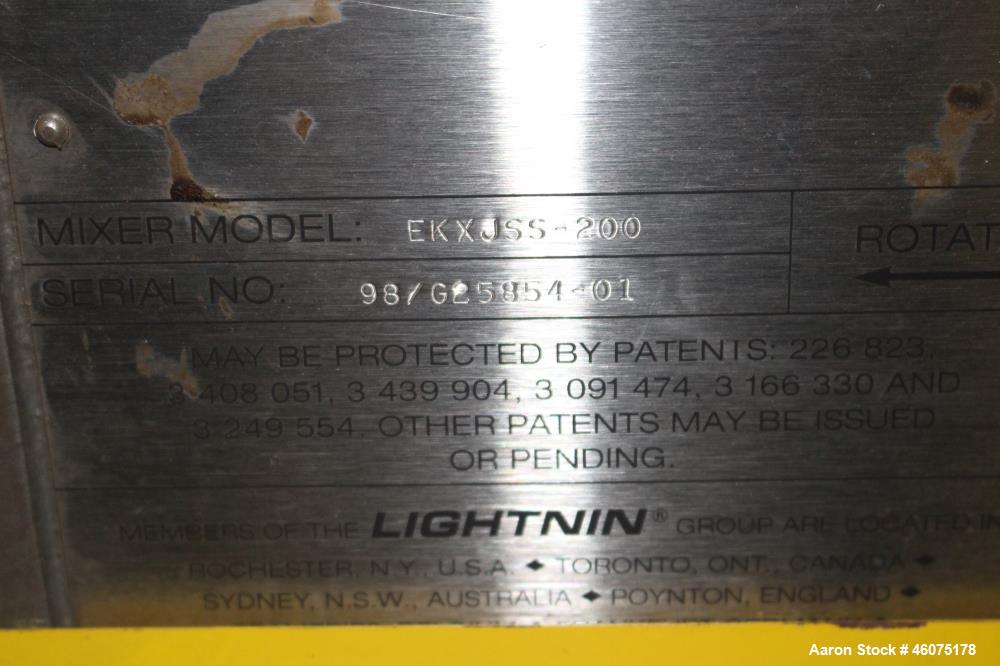 MIXER MODEL: EKXJSS-200
ROTAT
SERIAL NO: 98/G25854-01
MAY BE PROTECTED BY PATENTS: 226 823,
3 408 051, 3 439 904, 3 091 474, 3 166 330 AND
3 249 554. OTHER PATENTS MAY BE ISSUED
OR PENDING.
MEMBERS OF THE LIGHTNIN® GROUP ARE LOCATED IN
ROCHESTER, N.Y., U.S.A. ◆ TORONTO, ONT., CANADA ◆
SYDNEY, N.S.W., AUSTRALIA ◆ POYNTON, ENGLAND ◆
Aaron Stock # 46075178